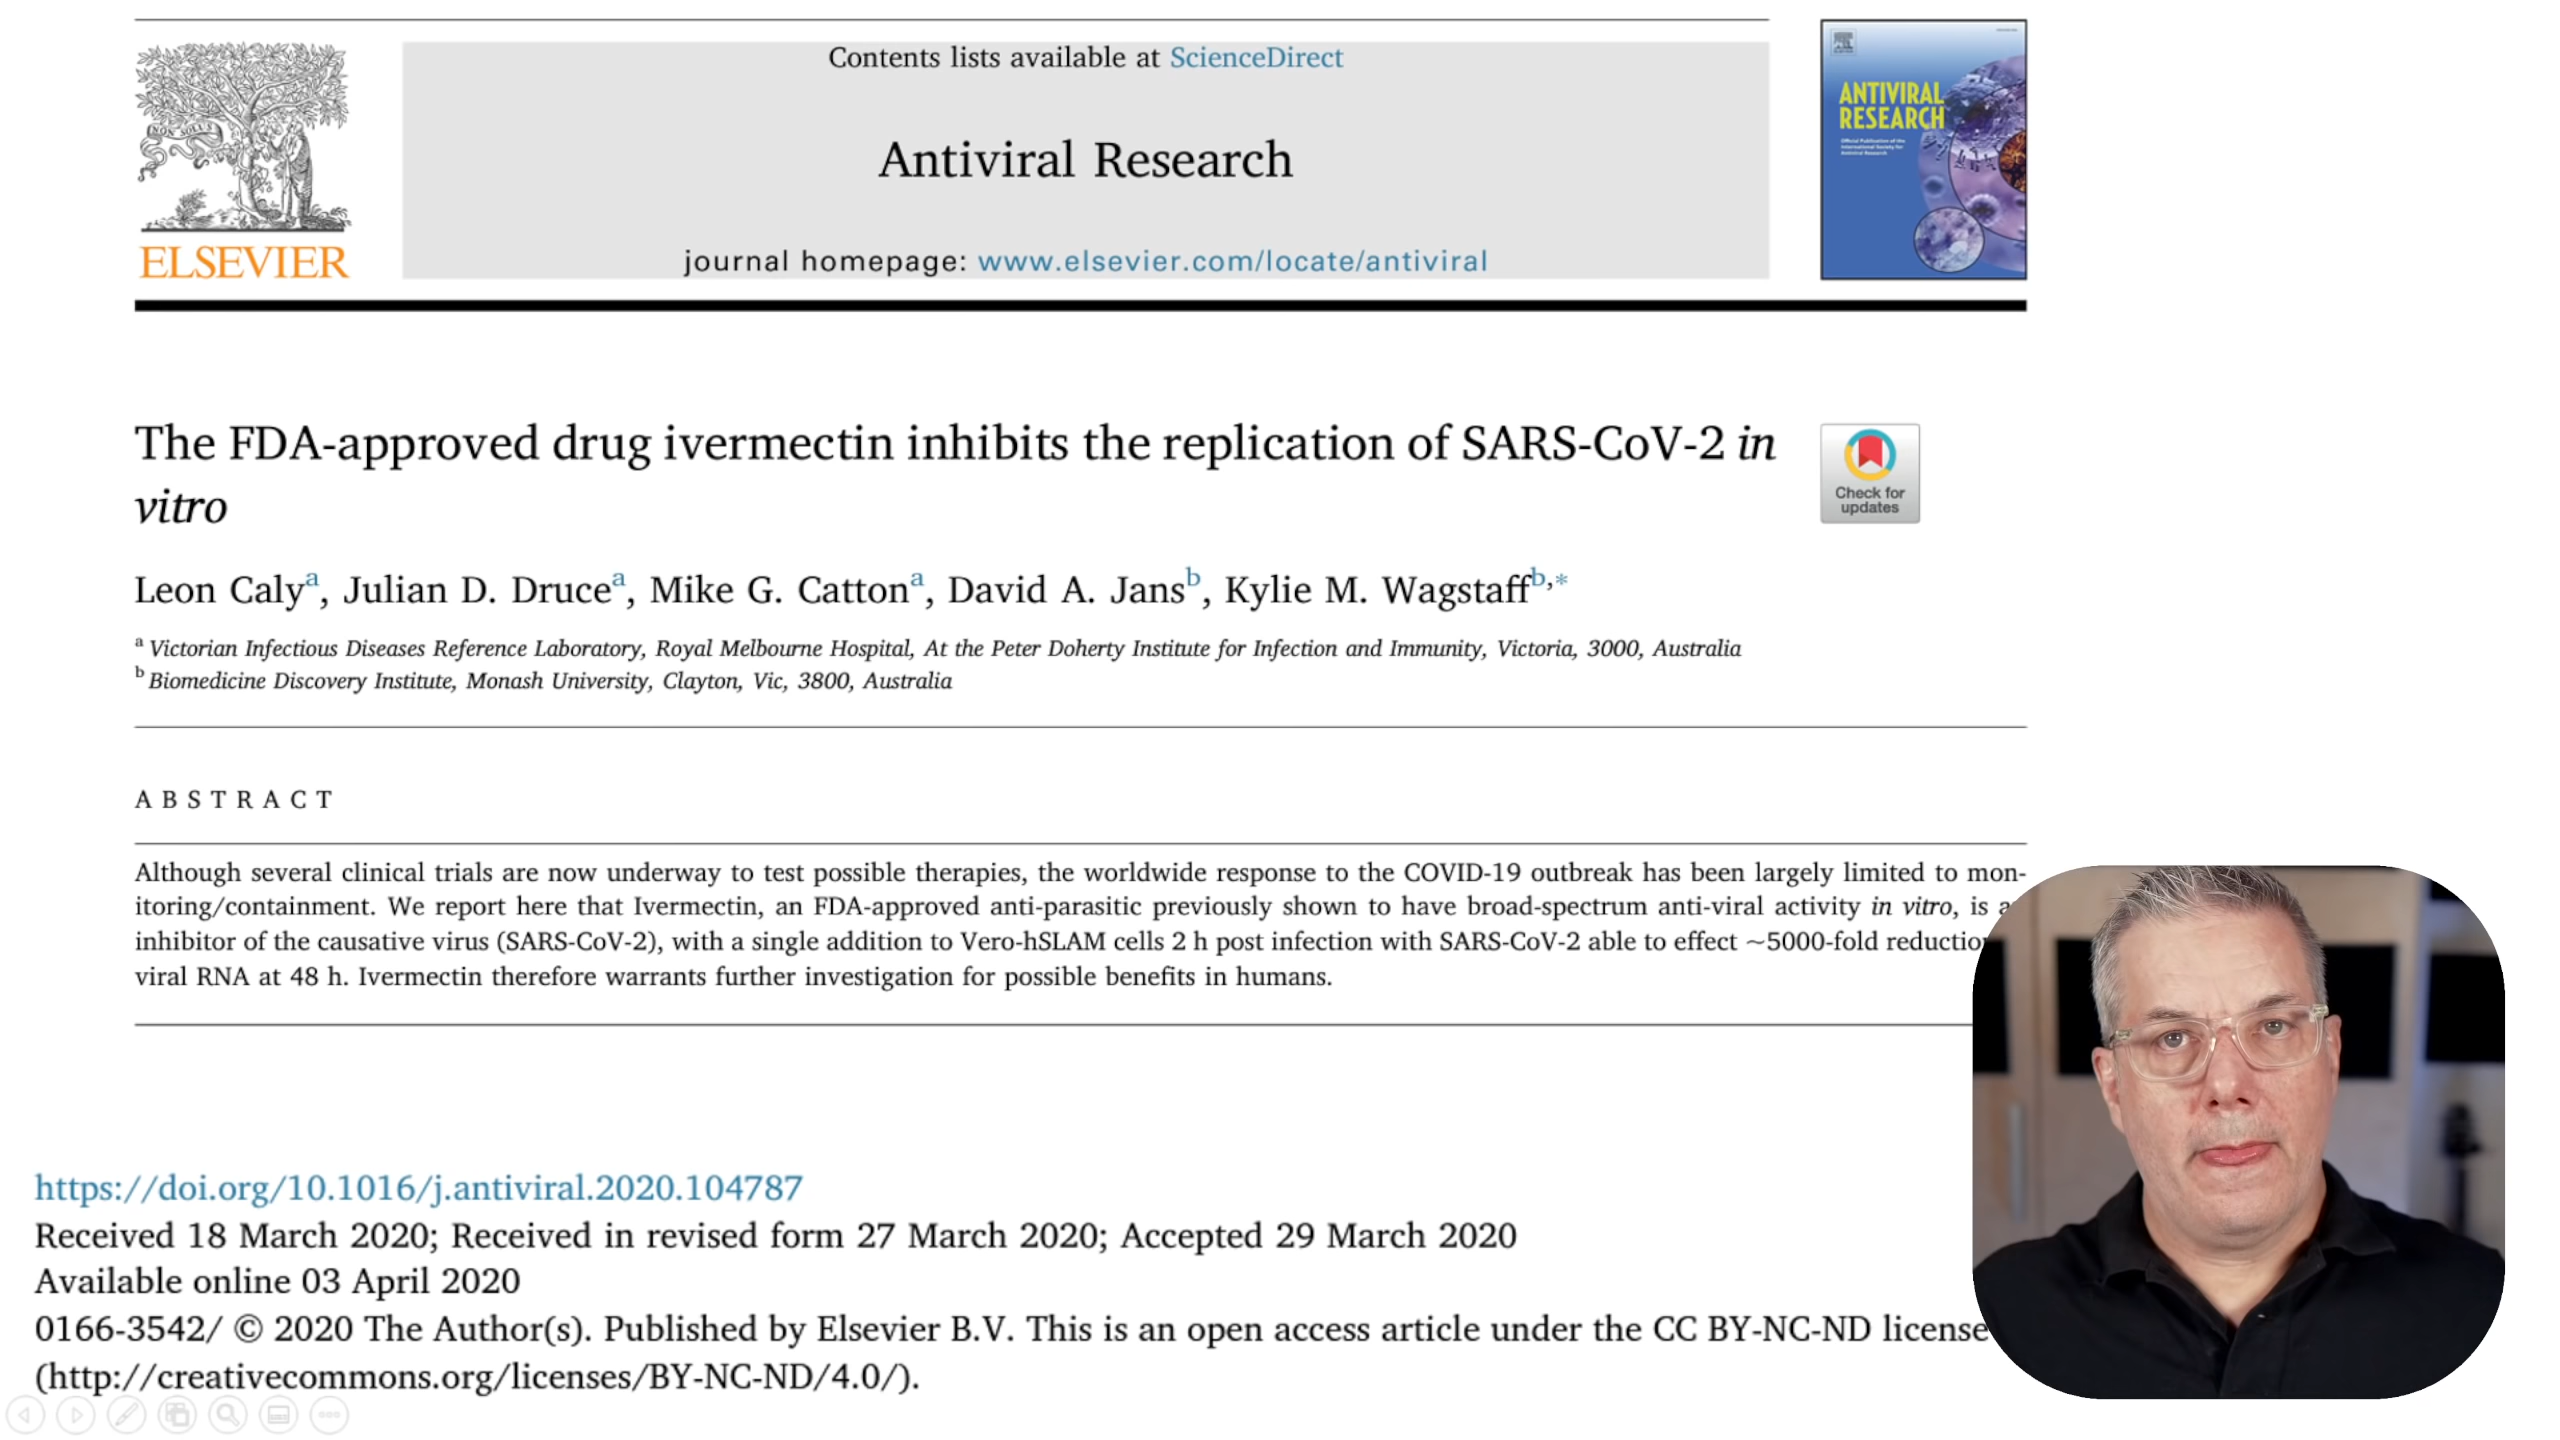 Contents lists available at ScienceDirect
Antiviral Research
journal homepage: www.elsevier.com/locate/antiviral
NON SOLUS
ELSEVIER
ANTIVIRAL
RESEARCH
Official Publication of the
International Society for
Antiviral Research
The FDA-approved drug ivermectin inhibits the replication of SARS-CoV-2 in
vitro
Check for
updates
Leon Calyᵃ, Julian D. Druceᵃ, Mike G. Cattonᵃ, David A. Jansᵇ, Kylie M. Wagstaffᵇ,*
ᵃ Victorian Infectious Diseases Reference Laboratory, Royal Melbourne Hospital, At the Peter Doherty Institute for Infection and Immunity, Victoria, 3000, Australia
ᵇ Biomedicine Discovery Institute, Monash University, Clayton, Vic, 3800, Australia
ABSTRACT
Although several clinical trials are now underway to test possible therapies, the worldwide response to the COVID-19 outbreak has been largely limited to mon-
itoring/containment. We report here that Ivermectin, an FDA-approved anti-parasitic previously shown to have broad-spectrum anti-viral activity in vitro, is
inhibitor of the causative virus (SARS-CoV-2), with a single addition to Vero-hSLAM cells 2 h post infection with SARS-CoV-2 able to effect ~5000-fold
viral RNA at 48 h. Ivermectin therefore warrants further investigation for possible benefits in humans.
https://doi.org/10.1016/j.antiviral.2020.104787
Received 18 March 2020; Received in revised form 27 March 2020; Accepted 29 March 2020
Available online 03 April 2020
0166-3542/ © 2020 The Author(s). Published by Elsevier B.V. This is an open access article under the CC BY-NC-ND license
(http://creativecommons.org/licenses/BY-NC-ND/4.0/).